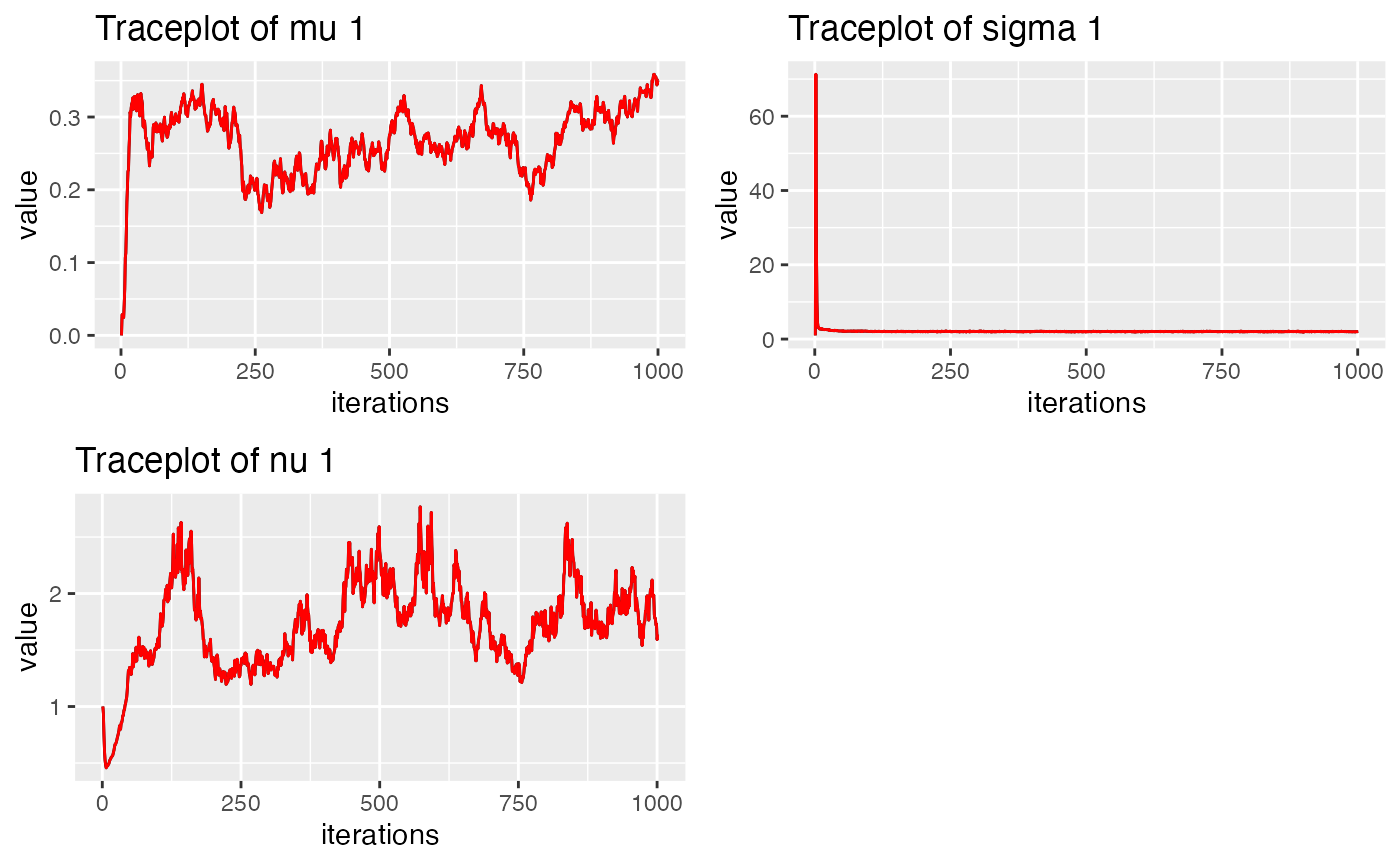 Traceplot of mu 1
value
0.3
0.2
0.1
0.0
0 250 500 750 1000
iterations
Traceplot of sigma 1
value
60
40
20
0
0 250 500 750 1000
iterations
Traceplot of nu 1
value
2
1
0 250 500 750 1000
iterations